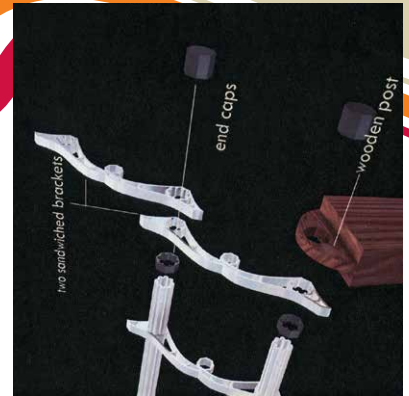 end caps
wooden post
two sandwiched brackets